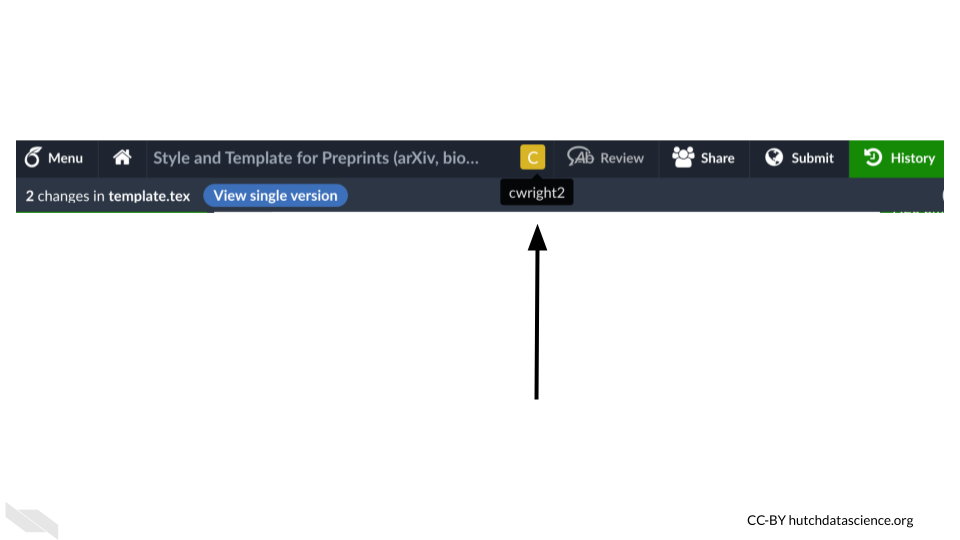 Menu Style and Template for Preprints (arXiv, bio... C Review Share Submit History
2 changes in template.tex View single version cwright2
CC-BY hutchdatascience.org